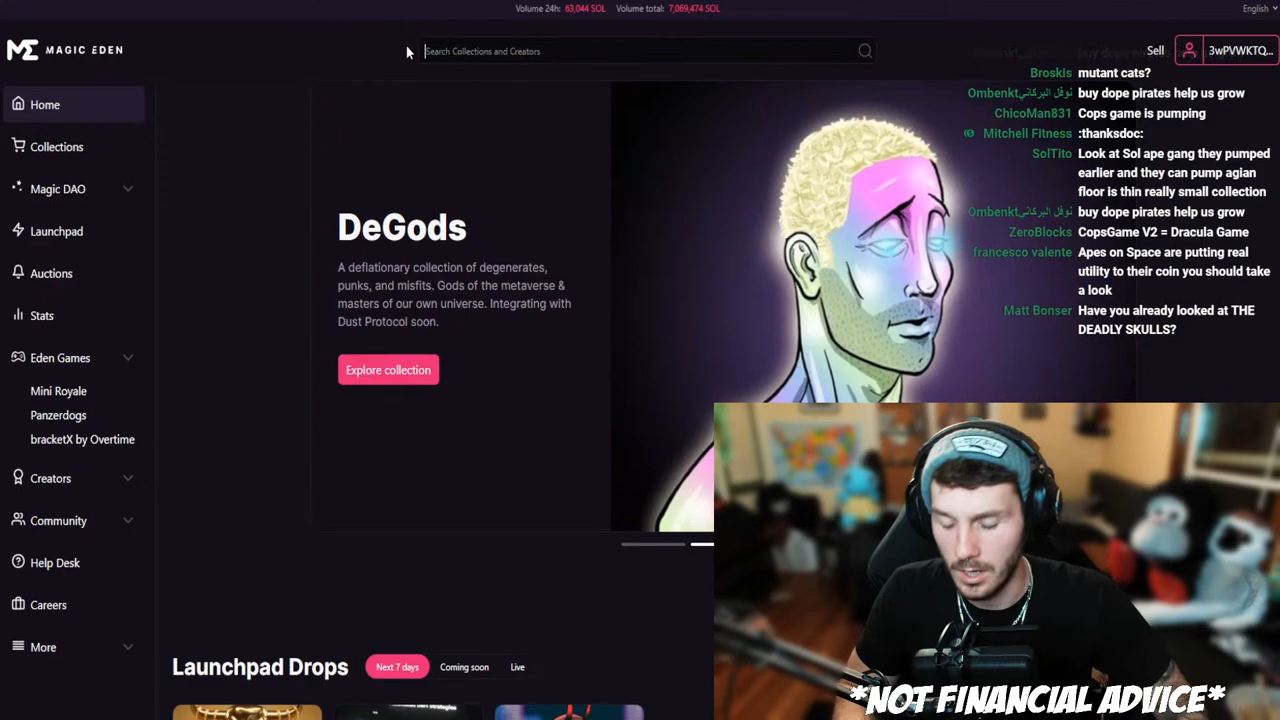 Volume 24h: 63,044 SOL Volume total: 7,069,474 SOL
English
MAGIC EDEN
Search Collections and Creators
Sell
3wPVWKTQ...
Home
Collections
Magic DAO
Launchpad
Auctions
Stats
Eden Games
Mini Royale
Panzerdogs
bracketX by Overtime
Creators
Community
Help Desk
Careers
More
DeGods
A deflationary collection of degenerates,
punks, and misfits. Gods of the metaverse &
masters of our own universe. Integrating with
Dust Protocol soon.
Explore collection
Launchpad Drops
Next 7 days
Coming soon
Live
Broskis mutant cats?
Ombenktنوفل البركاني buy dope pirates help us grow
ChicoMan831 Cops game is pumping
Mitchell Fitness :thanksdoc:
SolTito Look at Sol ape gang they pumped
earlier and they can pump agian
floor is thin really small collection
Ombenktنوفل البركاني buy dope pirates help us grow
ZeroBlocks CopsGame V2 = Dracula Game
francesco valente Apes on Space are putting real
utility to their coin you should take
a look
Matt Bonser Have you already looked at THE
DEADLY SKULLS?
*NOT FINANCIAL ADVICE*